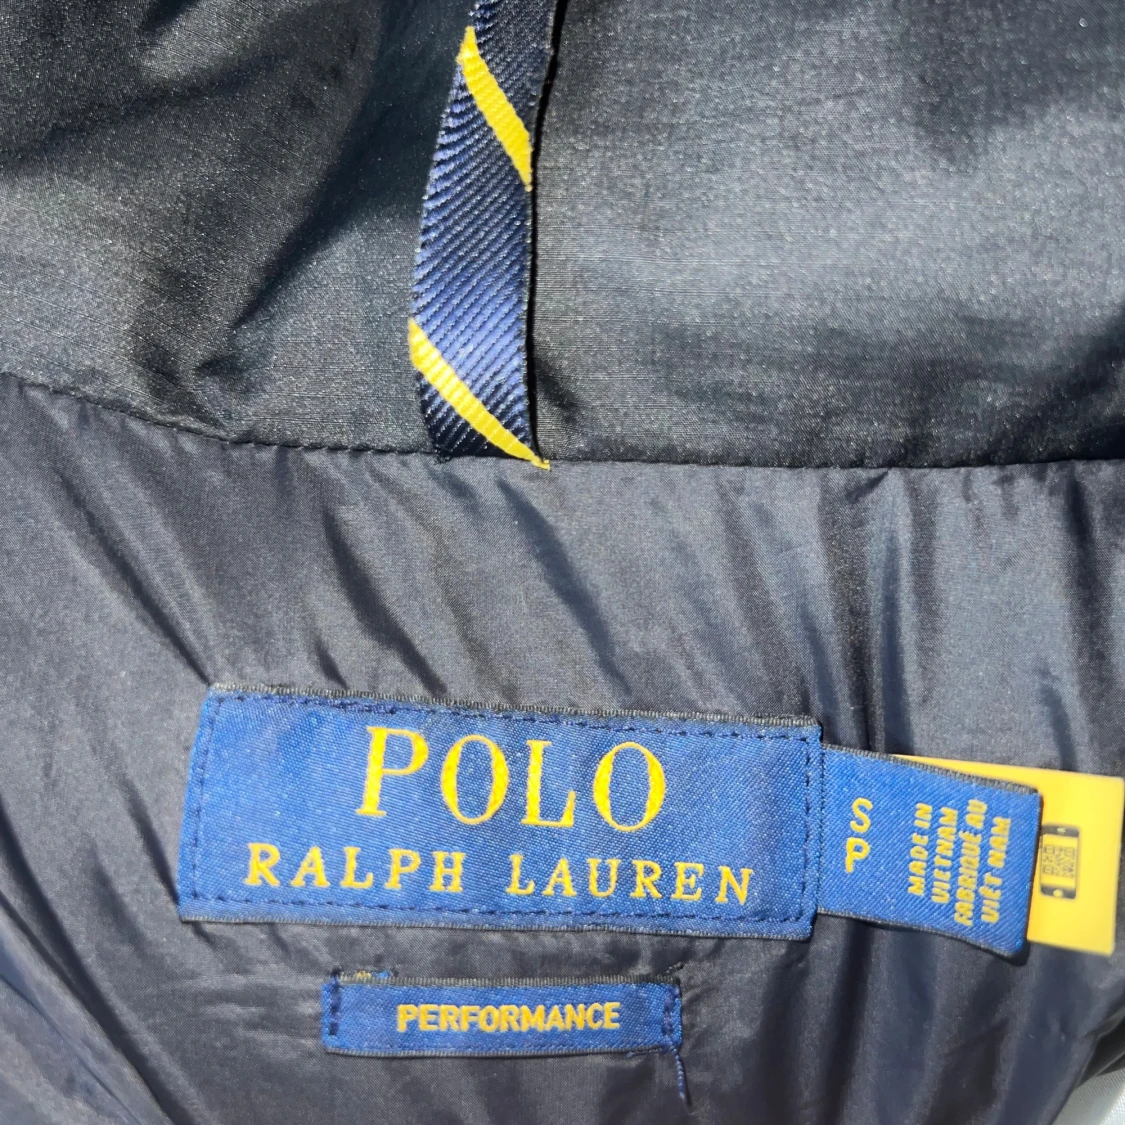 POLO
RALPH LAUREN
S
P
MADE IN
VIETNAM
FABRIQUÉ AU
VIÊT NAM
PERFORMANCE